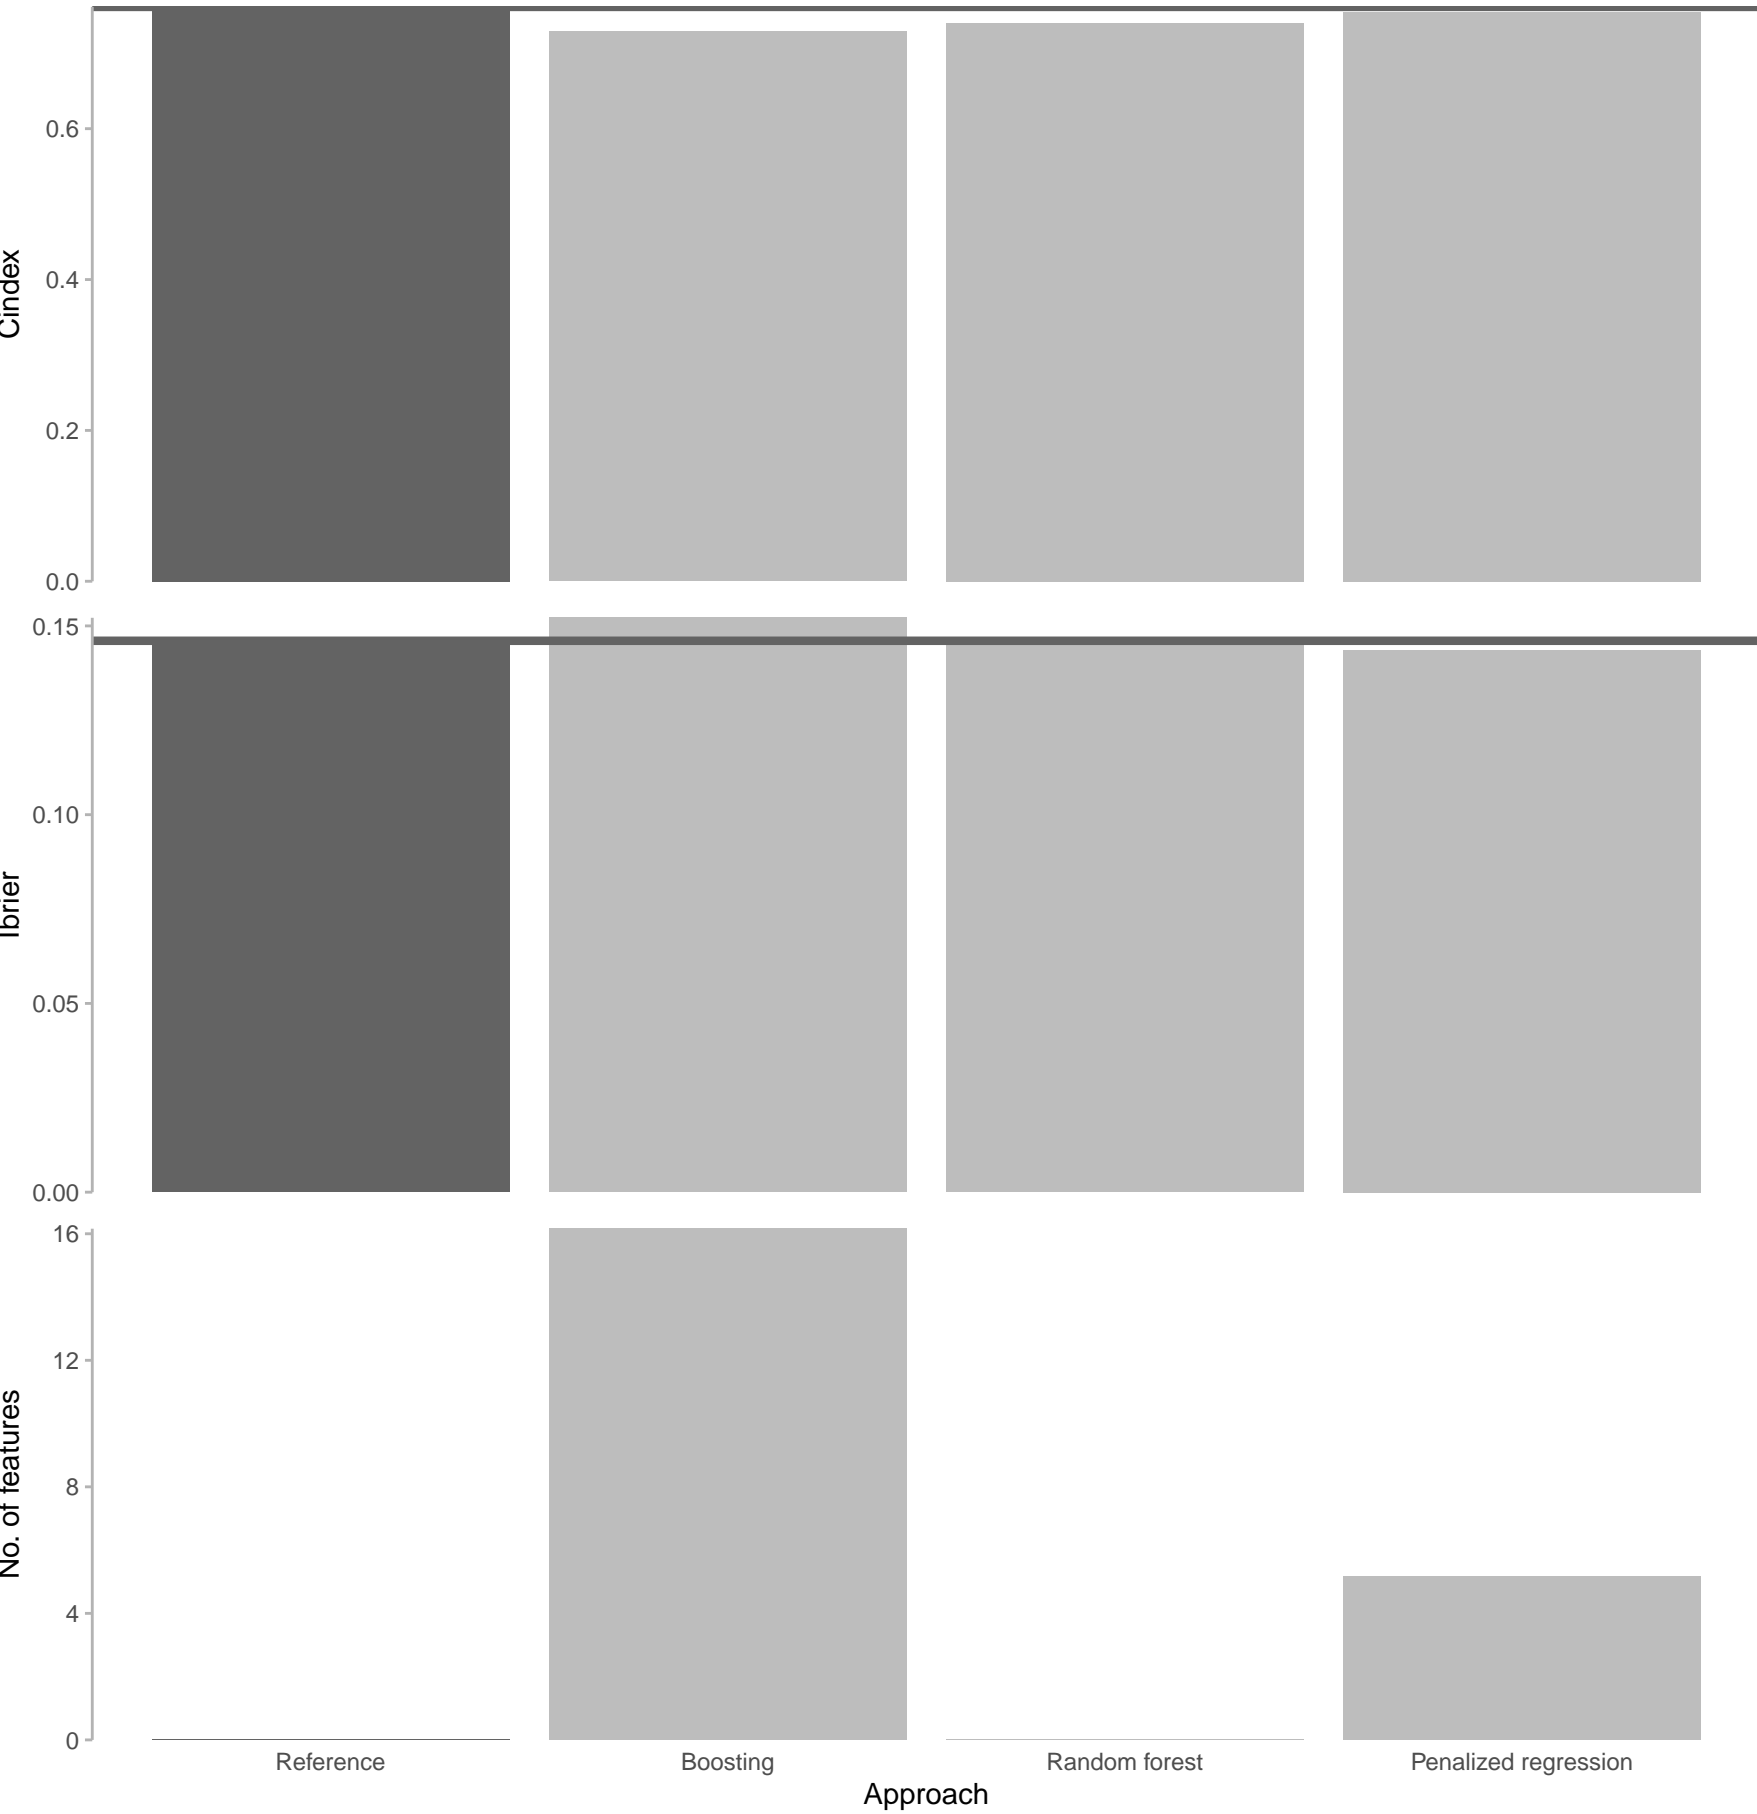 Cindex
0.6
0.4
0.2
0.0
Ibrier
0.15
0.10
0.05
0.00
No. of features
16
12
8
4
0
Reference Boosting Random forest Penalized regression
Approach